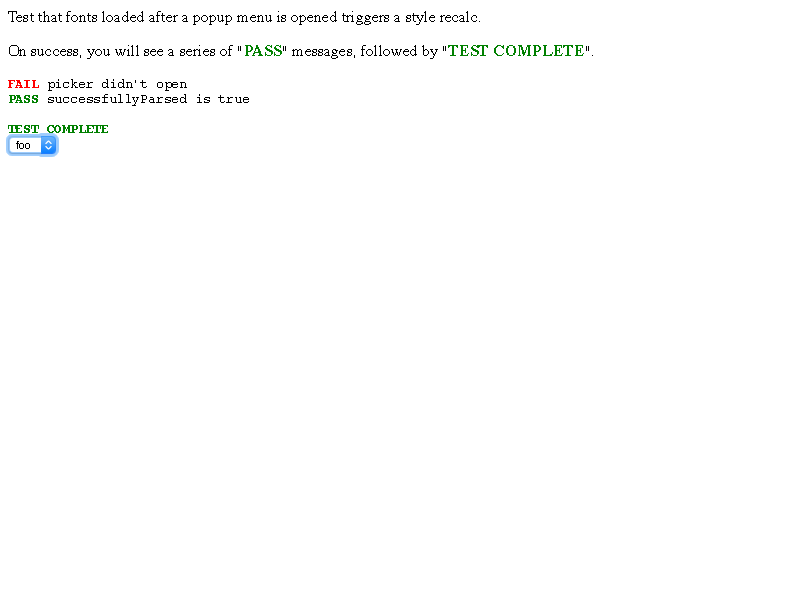 Test that fonts loaded after a popup menu is opened triggers a style recalc.
On success, you will see a series of "PASS" messages, followed by "TEST COMPLETE".
FAIL picker didn't open
PASS successfullyParsed is true
TEST COMPLETE
foo